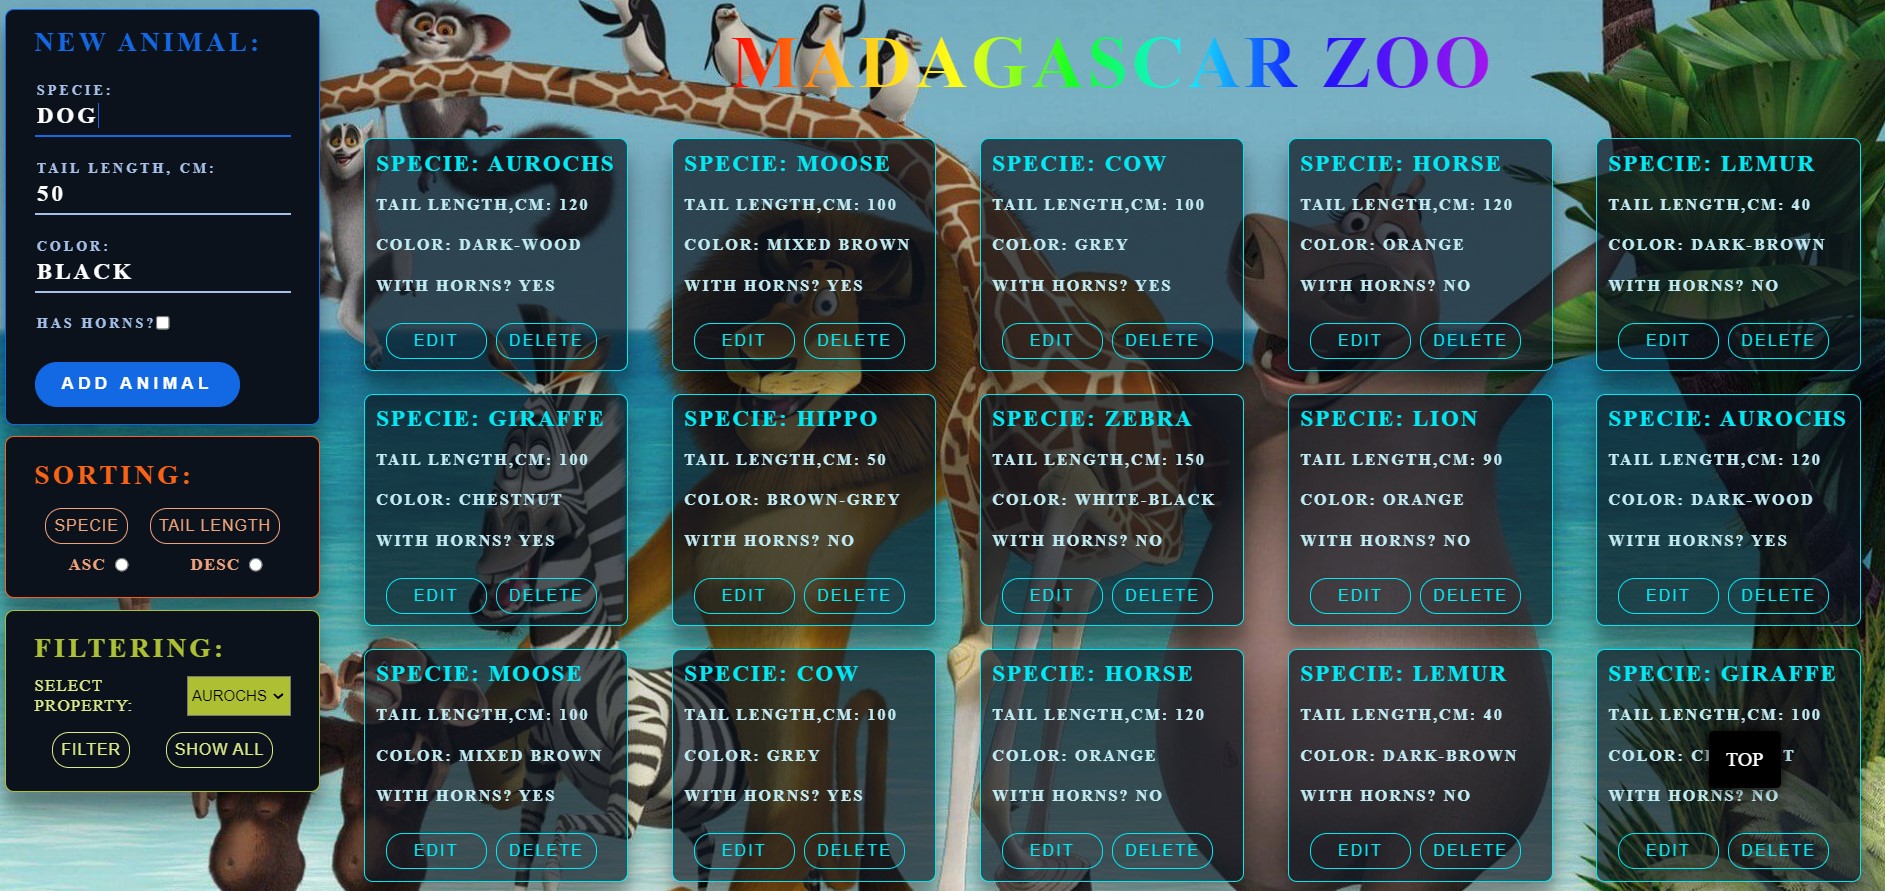 NEW ANIMAL:
SPECIE:
DOG
TAIL LENGTH, CM:
50
COLOR:
BLACK
HAS HORNS?
ADD ANIMAL
SORTING:
SPECIE TAIL LENGTH
ASC DESC
FILTERING:
SELECT
PROPERTY:
AUROCHS
FILTER SHOW ALL
MADAGASCAR ZOO
SPECIE: AUROCHS
TAIL LENGTH,CM: 120
COLOR: DARK-WOOD
WITH HORNS? YES
EDIT DELETE
SPECIE: MOOSE
TAIL LENGTH,CM: 100
COLOR: MIXED BROWN
WITH HORNS? YES
EDIT DELETE
SPECIE: COW
TAIL LENGTH,CM: 100
COLOR: GREY
WITH HORNS? YES
EDIT DELETE
SPECIE: HORSE
TAIL LENGTH,CM: 120
COLOR: ORANGE
WITH HORNS? NO
EDIT DELETE
SPECIE: LEMUR
TAIL LENGTH,CM: 40
COLOR: DARK-BROWN
WITH HORNS? NO
EDIT DELETE
SPECIE: GIRAFFE
TAIL LENGTH,CM: 100
COLOR: CHESTNUT
WITH HORNS? YES
EDIT DELETE
SPECIE: HIPPO
TAIL LENGTH,CM: 50
COLOR: BROWN-GREY
WITH HORNS? NO
EDIT DELETE
SPECIE: ZEBRA
TAIL LENGTH,CM: 150
COLOR: WHITE-BLACK
WITH HORNS? NO
EDIT DELETE
SPECIE: LION
TAIL LENGTH,CM: 90
COLOR: ORANGE
WITH HORNS? NO
EDIT DELETE
SPECIE: AUROCHS
TAIL LENGTH,CM: 120
COLOR: DARK-WOOD
WITH HORNS? YES
EDIT DELETE
SPECIE: MOOSE
TAIL LENGTH,CM: 100
COLOR: MIXED BROWN
WITH HORNS? YES
EDIT DELETE
SPECIE: COW
TAIL LENGTH,CM: 100
COLOR: GREY
WITH HORNS? YES
EDIT DELETE
SPECIE: HORSE
TAIL LENGTH,CM: 120
COLOR: ORANGE
WITH HORNS? NO
EDIT DELETE
SPECIE: LEMUR
TAIL LENGTH,CM: 40
COLOR: DARK-BROWN
WITH HORNS? NO
EDIT DELETE
SPECIE: GIRAFFE
TAIL LENGTH,CM: 100
COLOR:
TOP
WITH HORNS? NO
EDIT DELETE